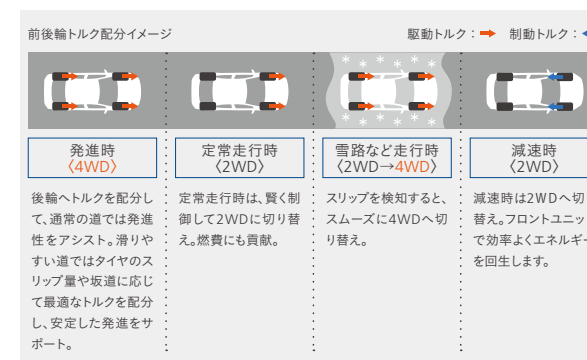 前後輪トルク配分イメージ
駆動トルク：
制動トルク：
発進時
〈4WD〉
後輪へトルクを配分し
て、通常の道では発進
性をアシスト。滑りや
すい道ではタイヤのス
リップ量や坂道に応じ
て最適なトルクを配分
し、安定した発進をサ
ポート。
定常走行時
〈2WD〉
定常走行時は、賢く制
御して2WDに切り替
え。燃費にも貢献。
雪路など走行時
〈2WD→4WD〉
スリップを検知すると、
スムーズに4WDへ切
り替え。
減速時
〈2WD〉
減速時は2WDへ切
替え。フロントユニッ
で効率よくエネルギー
を回生します。